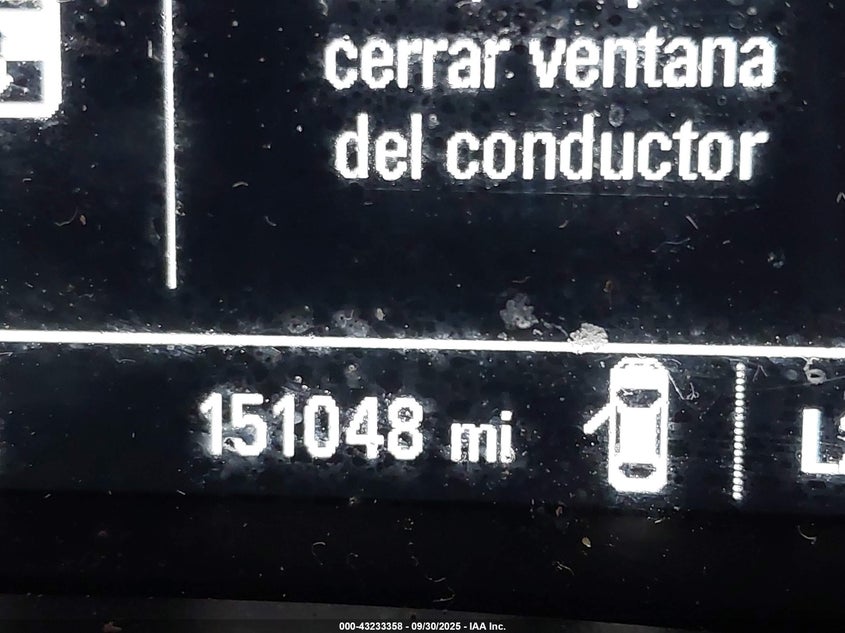 cerrar ventana
del conductor
151048 mi
000-43233358 - 09/30/2025 - IAA Inc.